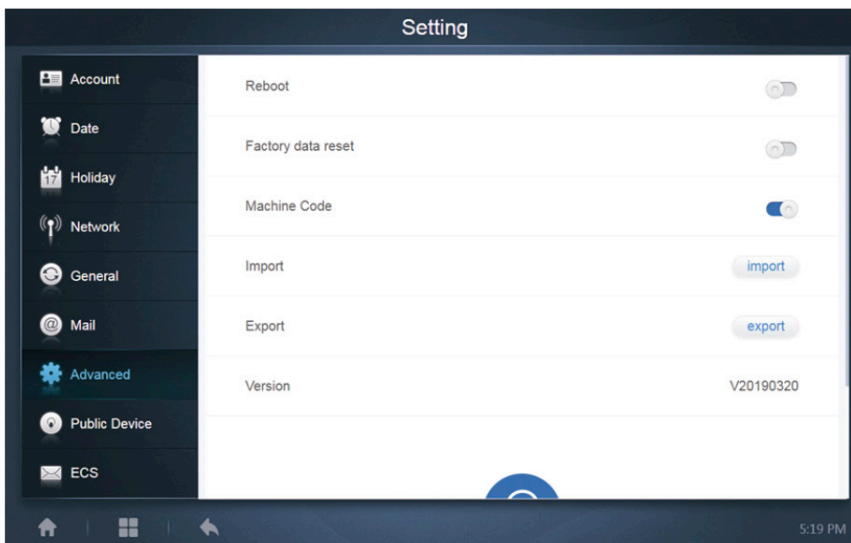 Setting
Account
Date
17
Holiday
Network
General
@
Mail
Advanced
Public Device
ECS
Reboot
Factory data reset
Machine Code
Import import
Export export
Version V20190320
5:19 PM